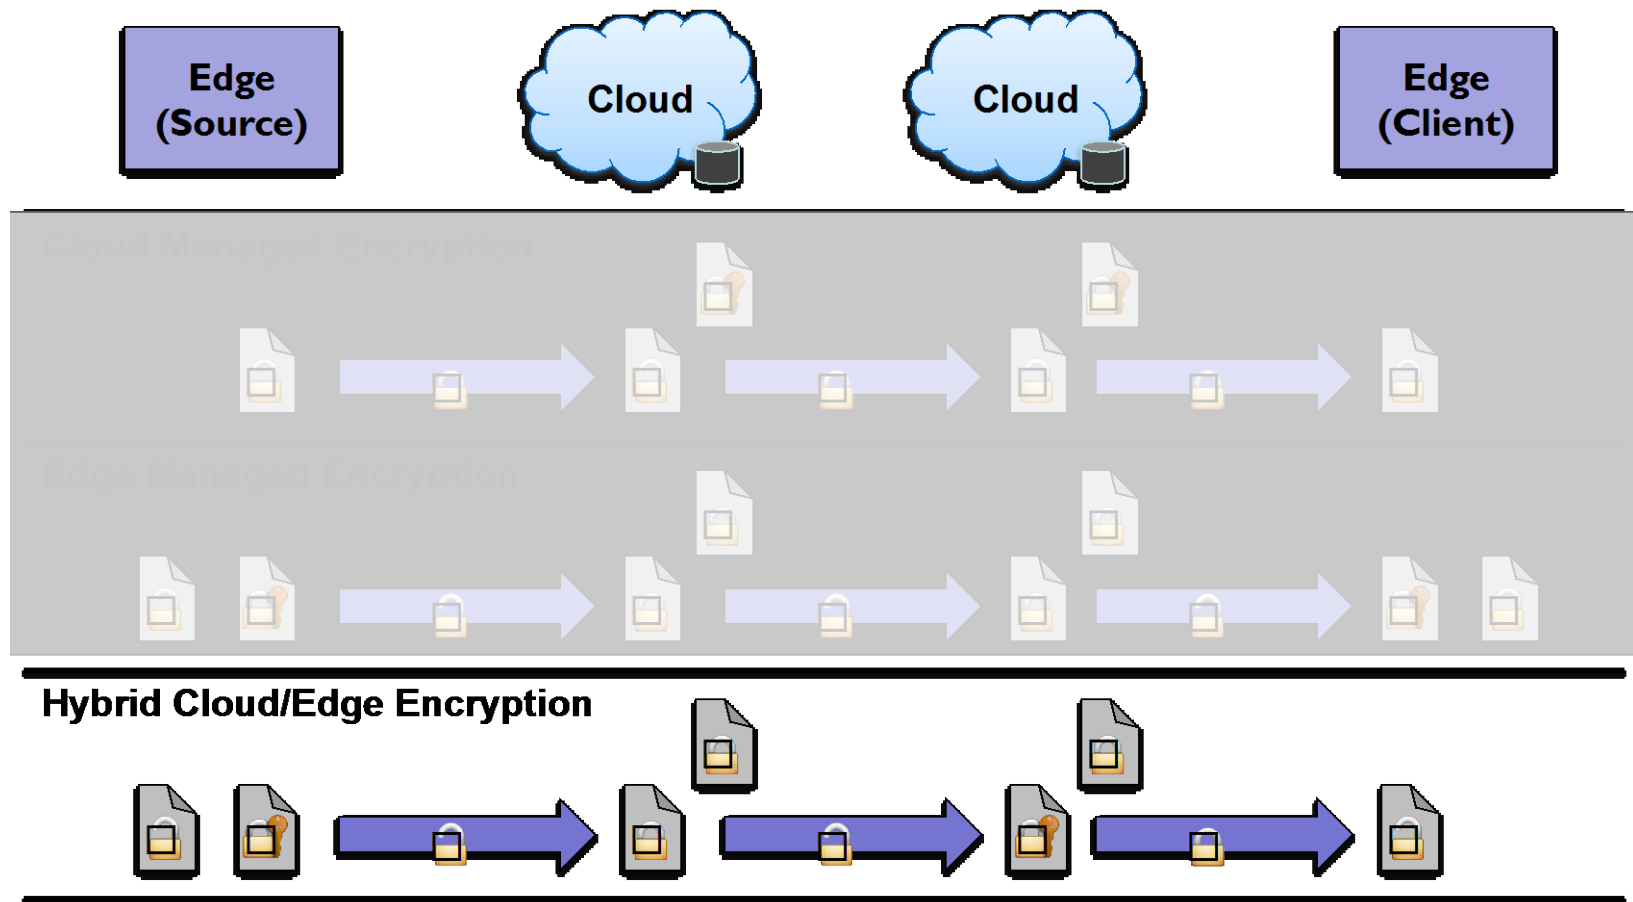 Edge
(Source)
Cloud
Cloud
Edge
(Client)
Cloud Managed Encryption
Edge Managed Encryption
Hybrid Cloud/Edge Encryption